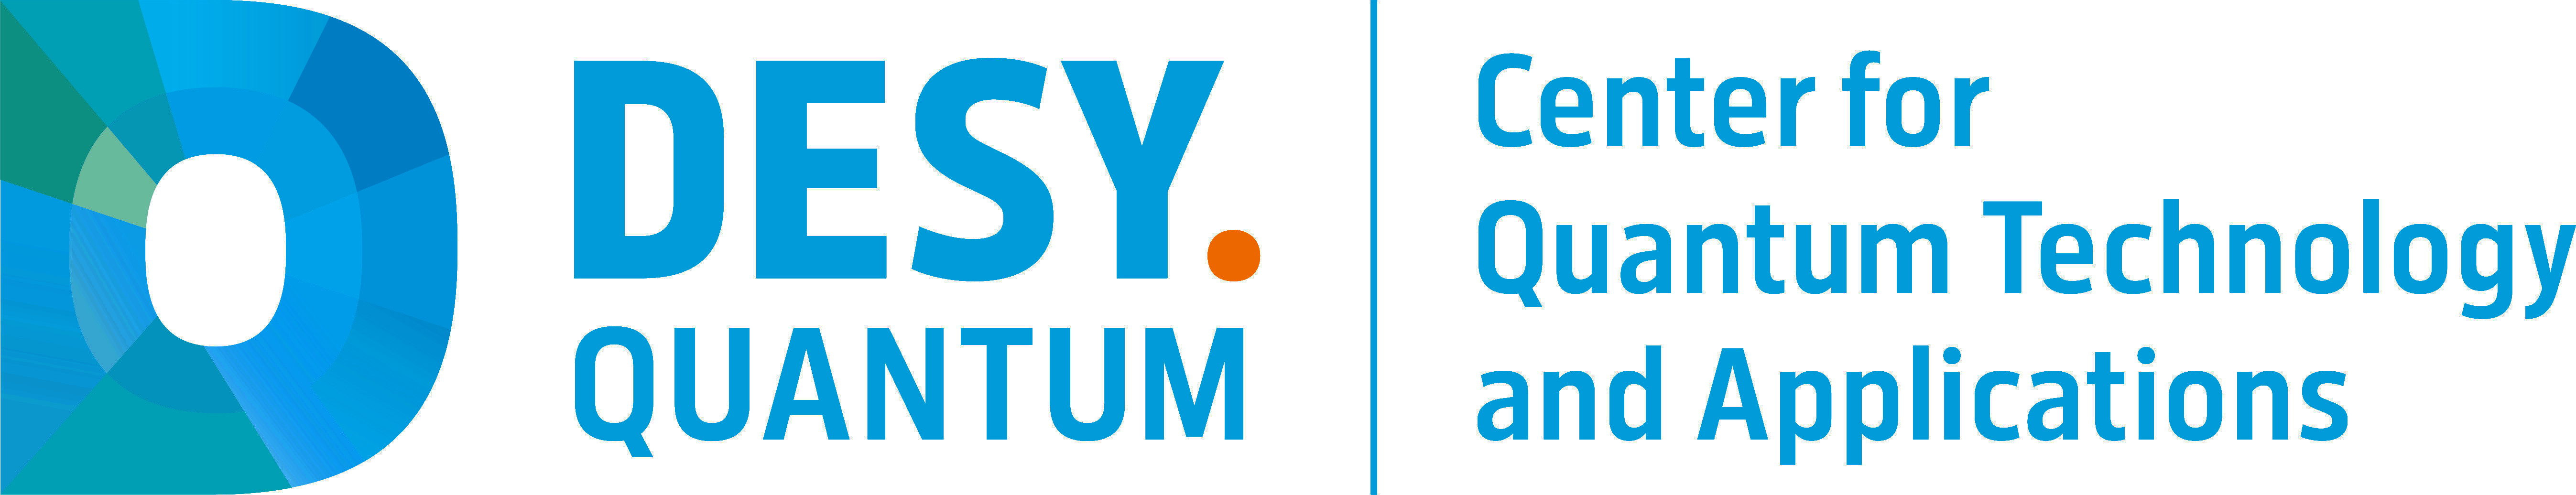 DESY.
QUANTUM
Center for
Quantum Technology
and Applications